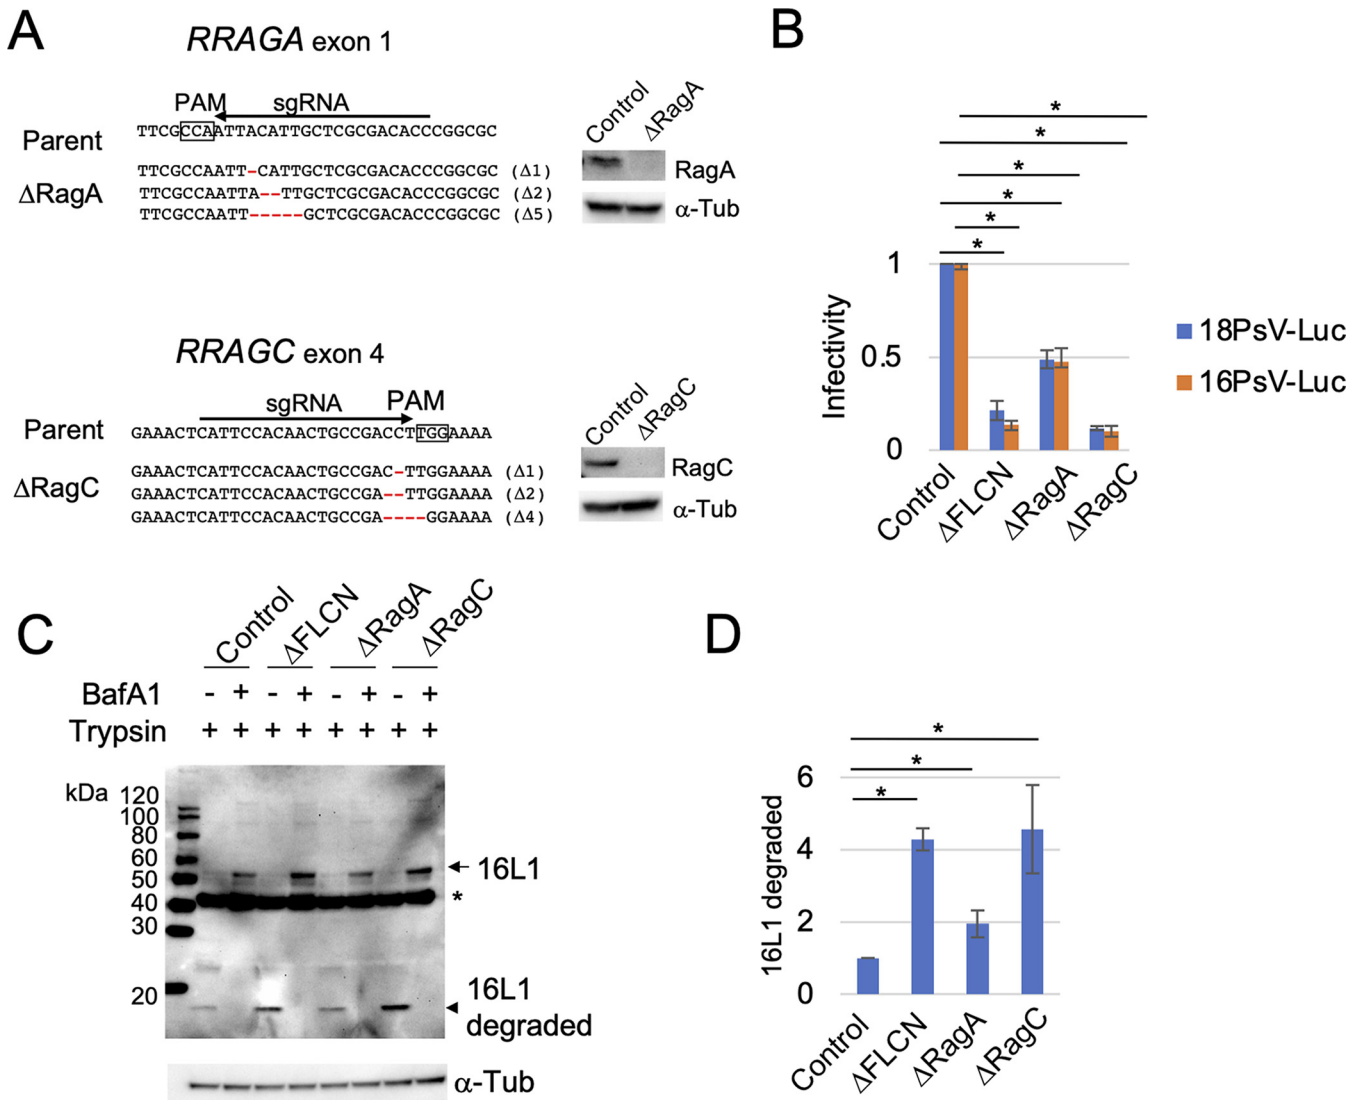 A
RRAGA exon 1
PAM sgRNA
Parent TTCGCCAATTACATTGCTCGCGACACCCGGCGC
ΔRagA
TTCGCCAATT-CATTGCTCGCGACACCCGGCGC (Δ1)
TTCGCCAATTA--TTGCTCGCGACACCCGGCGC (Δ2)
TTCGCCAATT-----GCTCGCGACACCCGGCGC (Δ5)
Control ΔRagA
RagA
α-Tub
RRAGC exon 4
sgRNA PAM
Parent GAAACTCATTCCACAACTGCCGACCTTGGAAAA
ΔRagC
GAAACTCATTCCACAACTGCCGAC-TTGGAAAA (Δ1)
GAAACTCATTCCACAACTGCCGA--TTGGAAAA (Δ2)
GAAACTCATTCCACAACTGCCGA----GGAAAA (Δ4)
Control ΔRagC
RagC
α-Tub
B
*
*
*
*
*
*
1
0.5
0
Infectivity
Control ΔFLCN ΔRagA ΔRagC
18PsV-Luc
16PsV-Luc
C
Control ΔFLCN ΔRagA ΔRagC
BafA1 - + - + - + - +
Trypsin + + + + + + + +
kDa
120
100
80
60
50
40
30
20
16L1
*
16L1
degraded
α-Tub
D
*
*
*
6
4
2
0
16L1 degraded
Control ΔFLCN ΔRagA ΔRagC